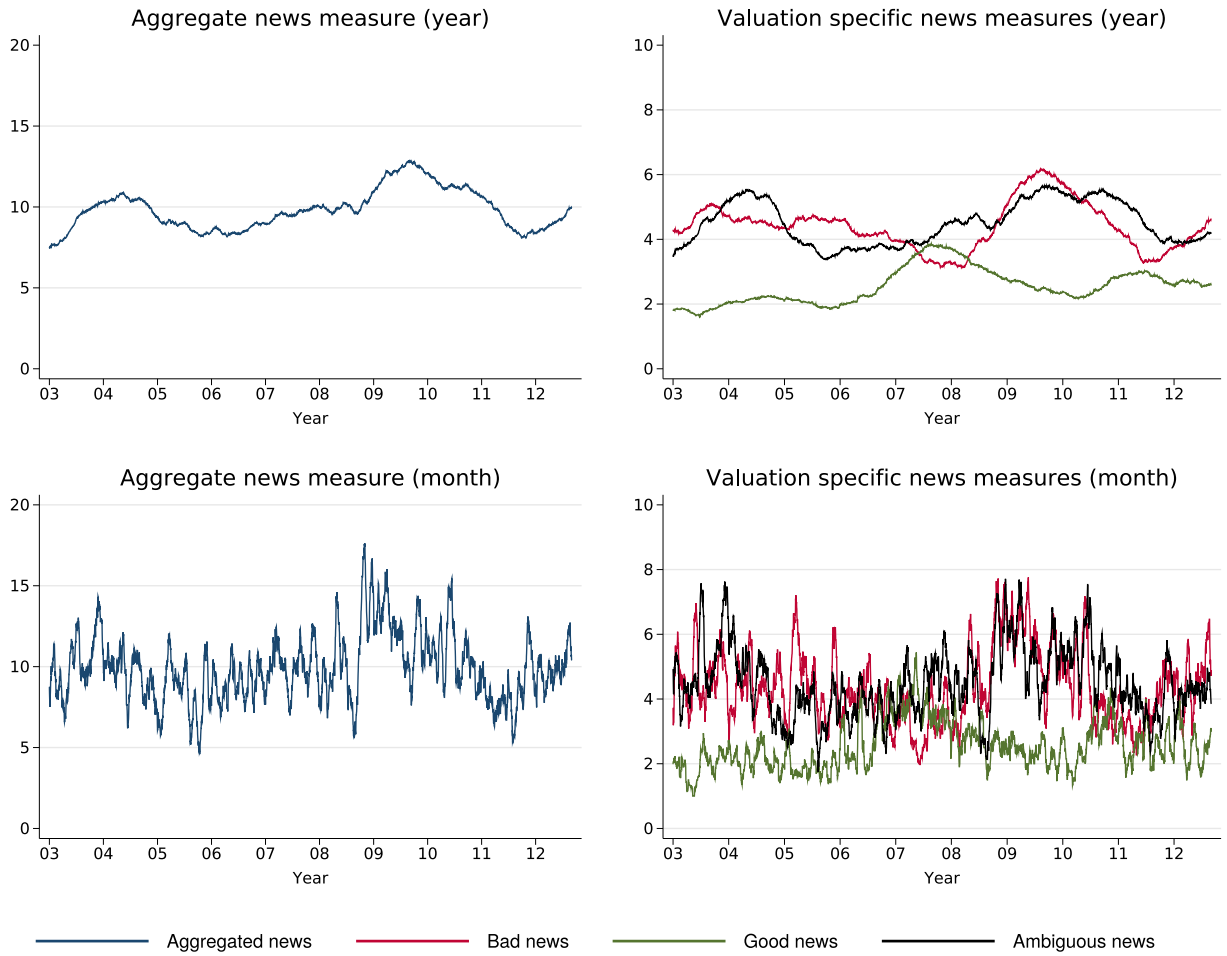 Aggregate news measure (year)
20
15
10
5
0
03 04 05 06 07 08 09 10 11 12
Year
Valuation specific news measures (year)
10
8
6
4
2
0
03 04 05 06 07 08 09 10 11 12
Year
Aggregate news measure (month)
20
15
10
5
0
03 04 05 06 07 08 09 10 11 12
Year
Valuation specific news measures (month)
10
8
6
4
2
0
03 04 05 06 07 08 09 10 11 12
Year
Aggregated news Bad news Good news Ambiguous news